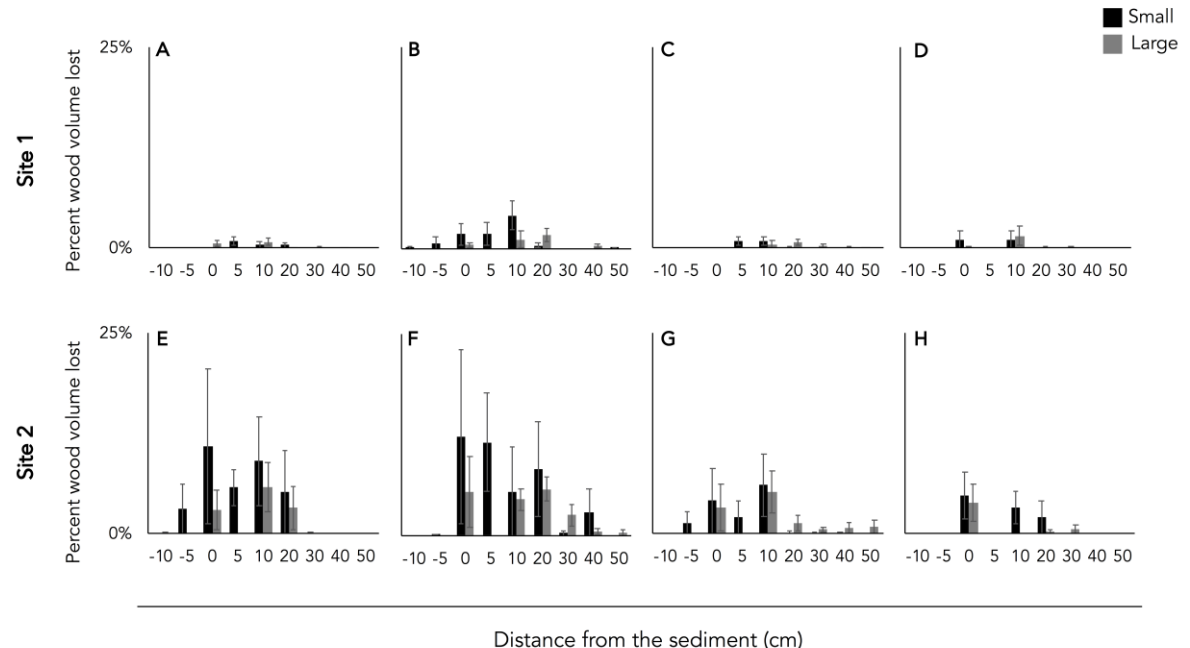 Small
Large
Site 1
Percent wood volume lost
25%
0%
A
-10 -5 0 5 10 20 30 40 50
B
-10 -5 0 5 10 20 30 40 50
C
-10 -5 0 5 10 20 30 40 50
D
-10 -5 0 5 10 20 30 40 50
Site 2
Percent wood volume lost
25%
0%
E
-10 -5 0 5 10 20 30 40 50
F
-10 -5 0 5 10 20 30 40 50
G
-10 -5 0 5 10 20 30 40 50
H
-10 -5 0 5 10 20 30 40 50
Distance from the sediment (cm)